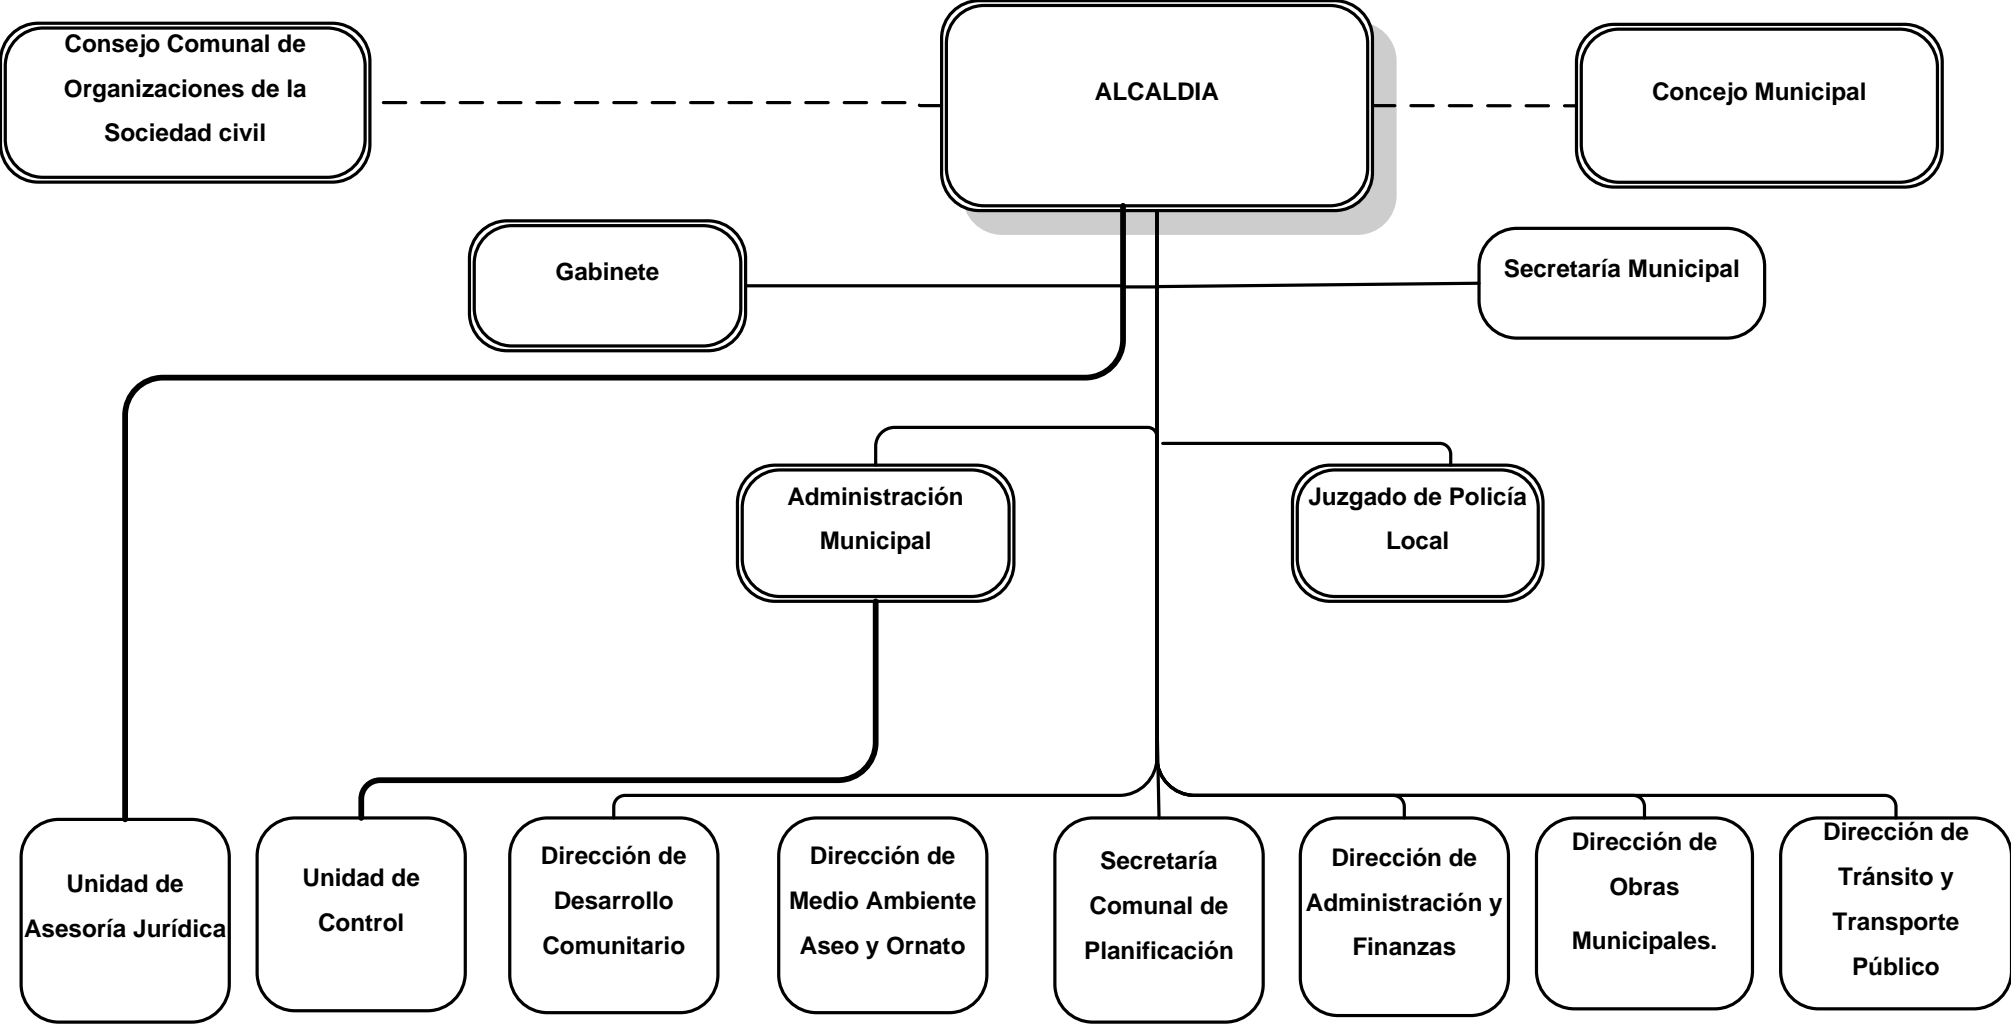 Consejo Comunal de
Organizaciones de la
Sociedad civil
ALCALDIA
Concejo Municipal
Gabinete
Secretaría Municipal
Administración
Municipal
Juzgado de Policía
Local
Unidad de
Asesoría Jurídica
Unidad de
Control
Dirección de
Desarrollo
Comunitario
Dirección de
Medio Ambiente
Aseo y Ornato
Secretaría
Comunal de
Planificación
Dirección de
Administración y
Finanzas
Dirección de
Obras
Municipales.
Dirección de
Tránsito y
Transporte
Público